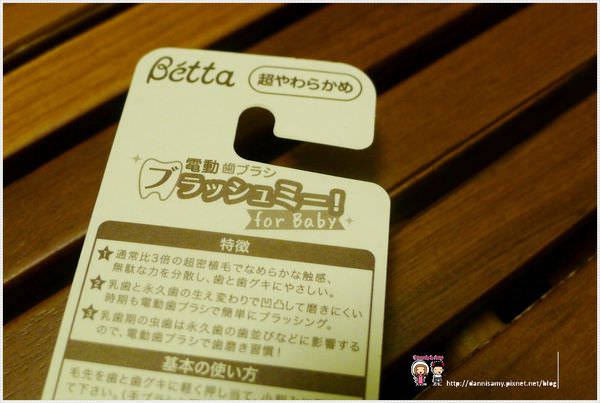 Bétta
超やわらかめ
電動歯ブラシ
ブラッシュミー!
for Baby
特徴
1 通常比3倍の超密植毛でなめらかな触感、
無駄な力を分散し、歯と歯グキにやさしい。
2 乳歯と永久歯の生え変わりで凹凸して磨きにくい
時期も電動歯ブラシで簡単にブラッシング。
3 乳歯期の虫歯は永久歯の歯並びなどに影響する
ので、電動歯ブラシで歯磨き習慣!
基本の使い方
毛先を歯と歯グキに軽く押し当て、
て下さい。
http://dannisamy.pixnet.net/blog